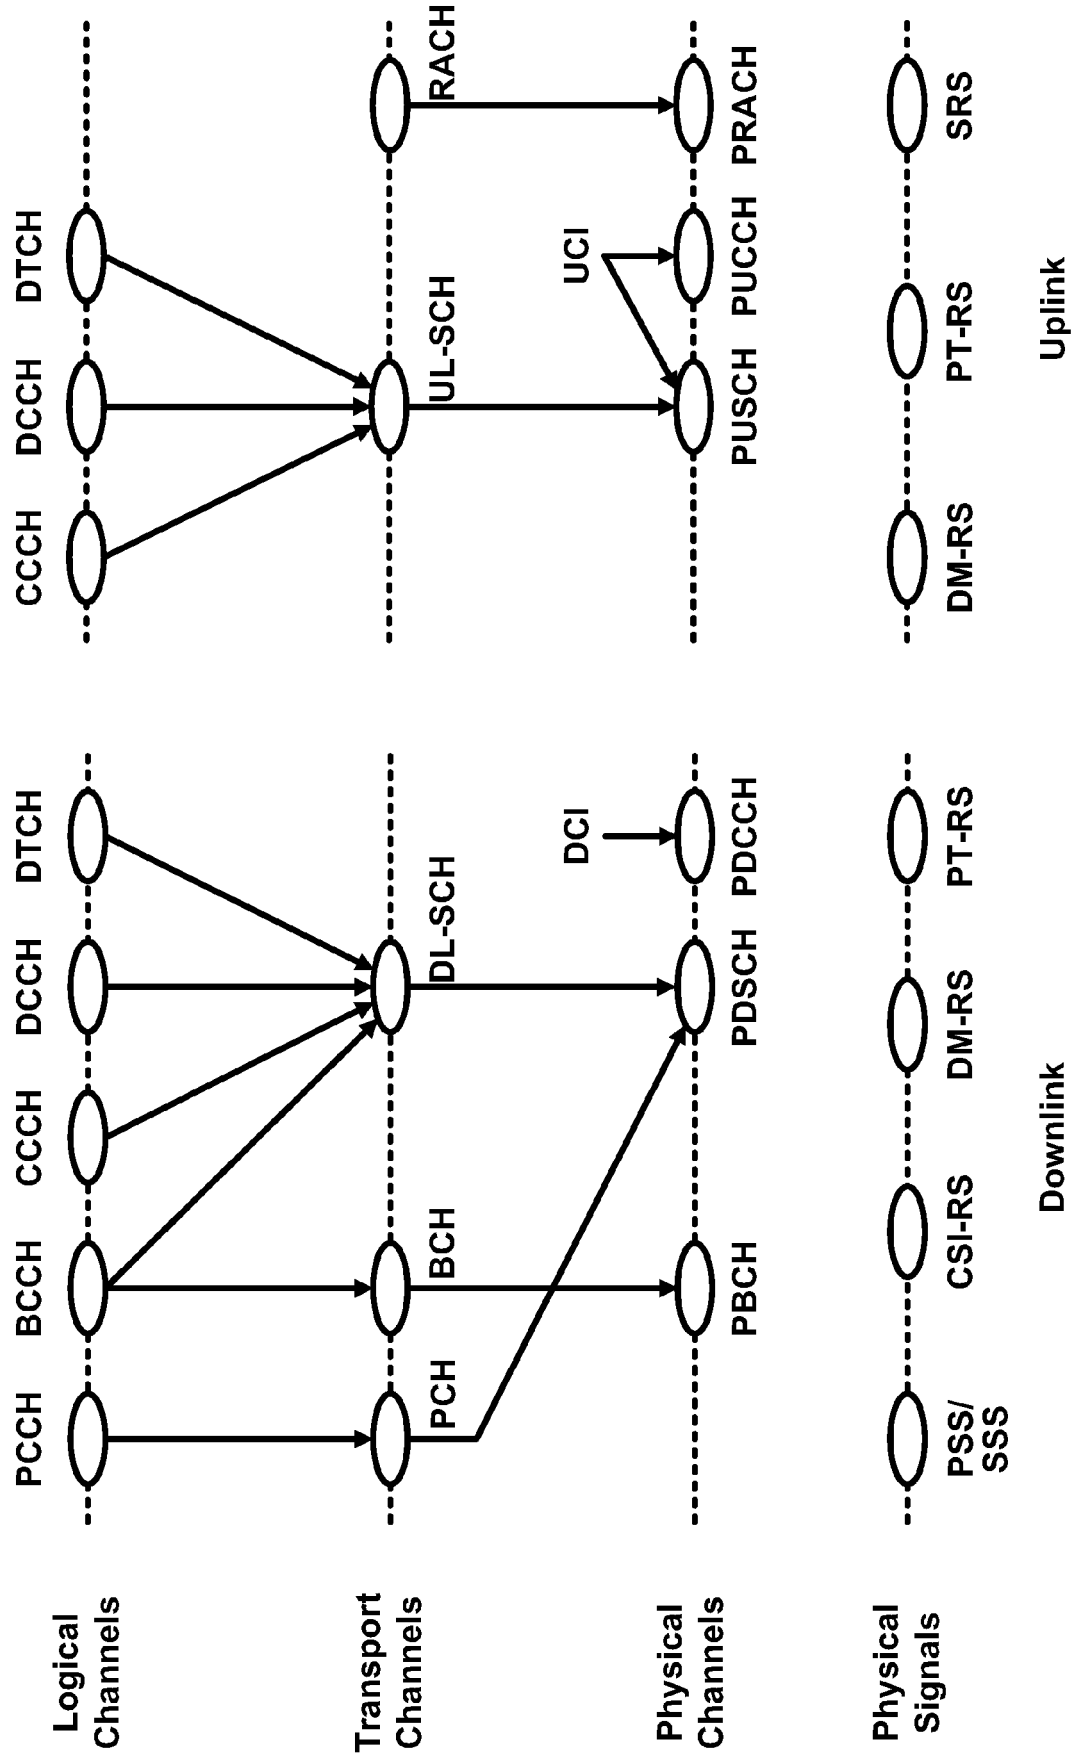 Logical
Channels
PCCH
BCCH
CCCH
DCCH
DTCH
CCCH
DCCH
DTCH
Transport
Channels
PCH
BCH
DL-SCH
UL-SCH
RACH
DCI
UCI
Physical
Channels
PBCH
PDSCH
PDCCH
PUSCH
PUCCH
PRACH
Physical
Signals
PSS/
SSS
CSI-RS
DM-RS
PT-RS
DM-RS
PT-RS
SRS
Downlink
Uplink